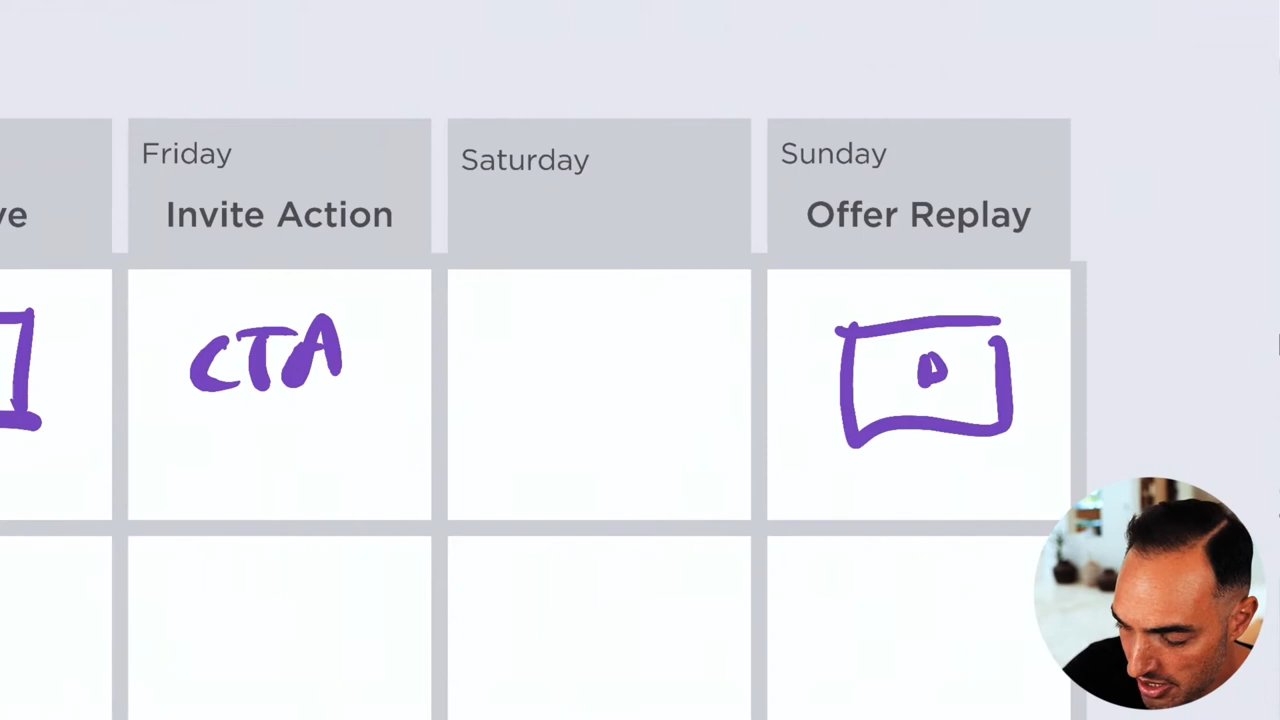 Friday
Saturday
Sunday
ve
Invite Action
Offer Replay
CTA